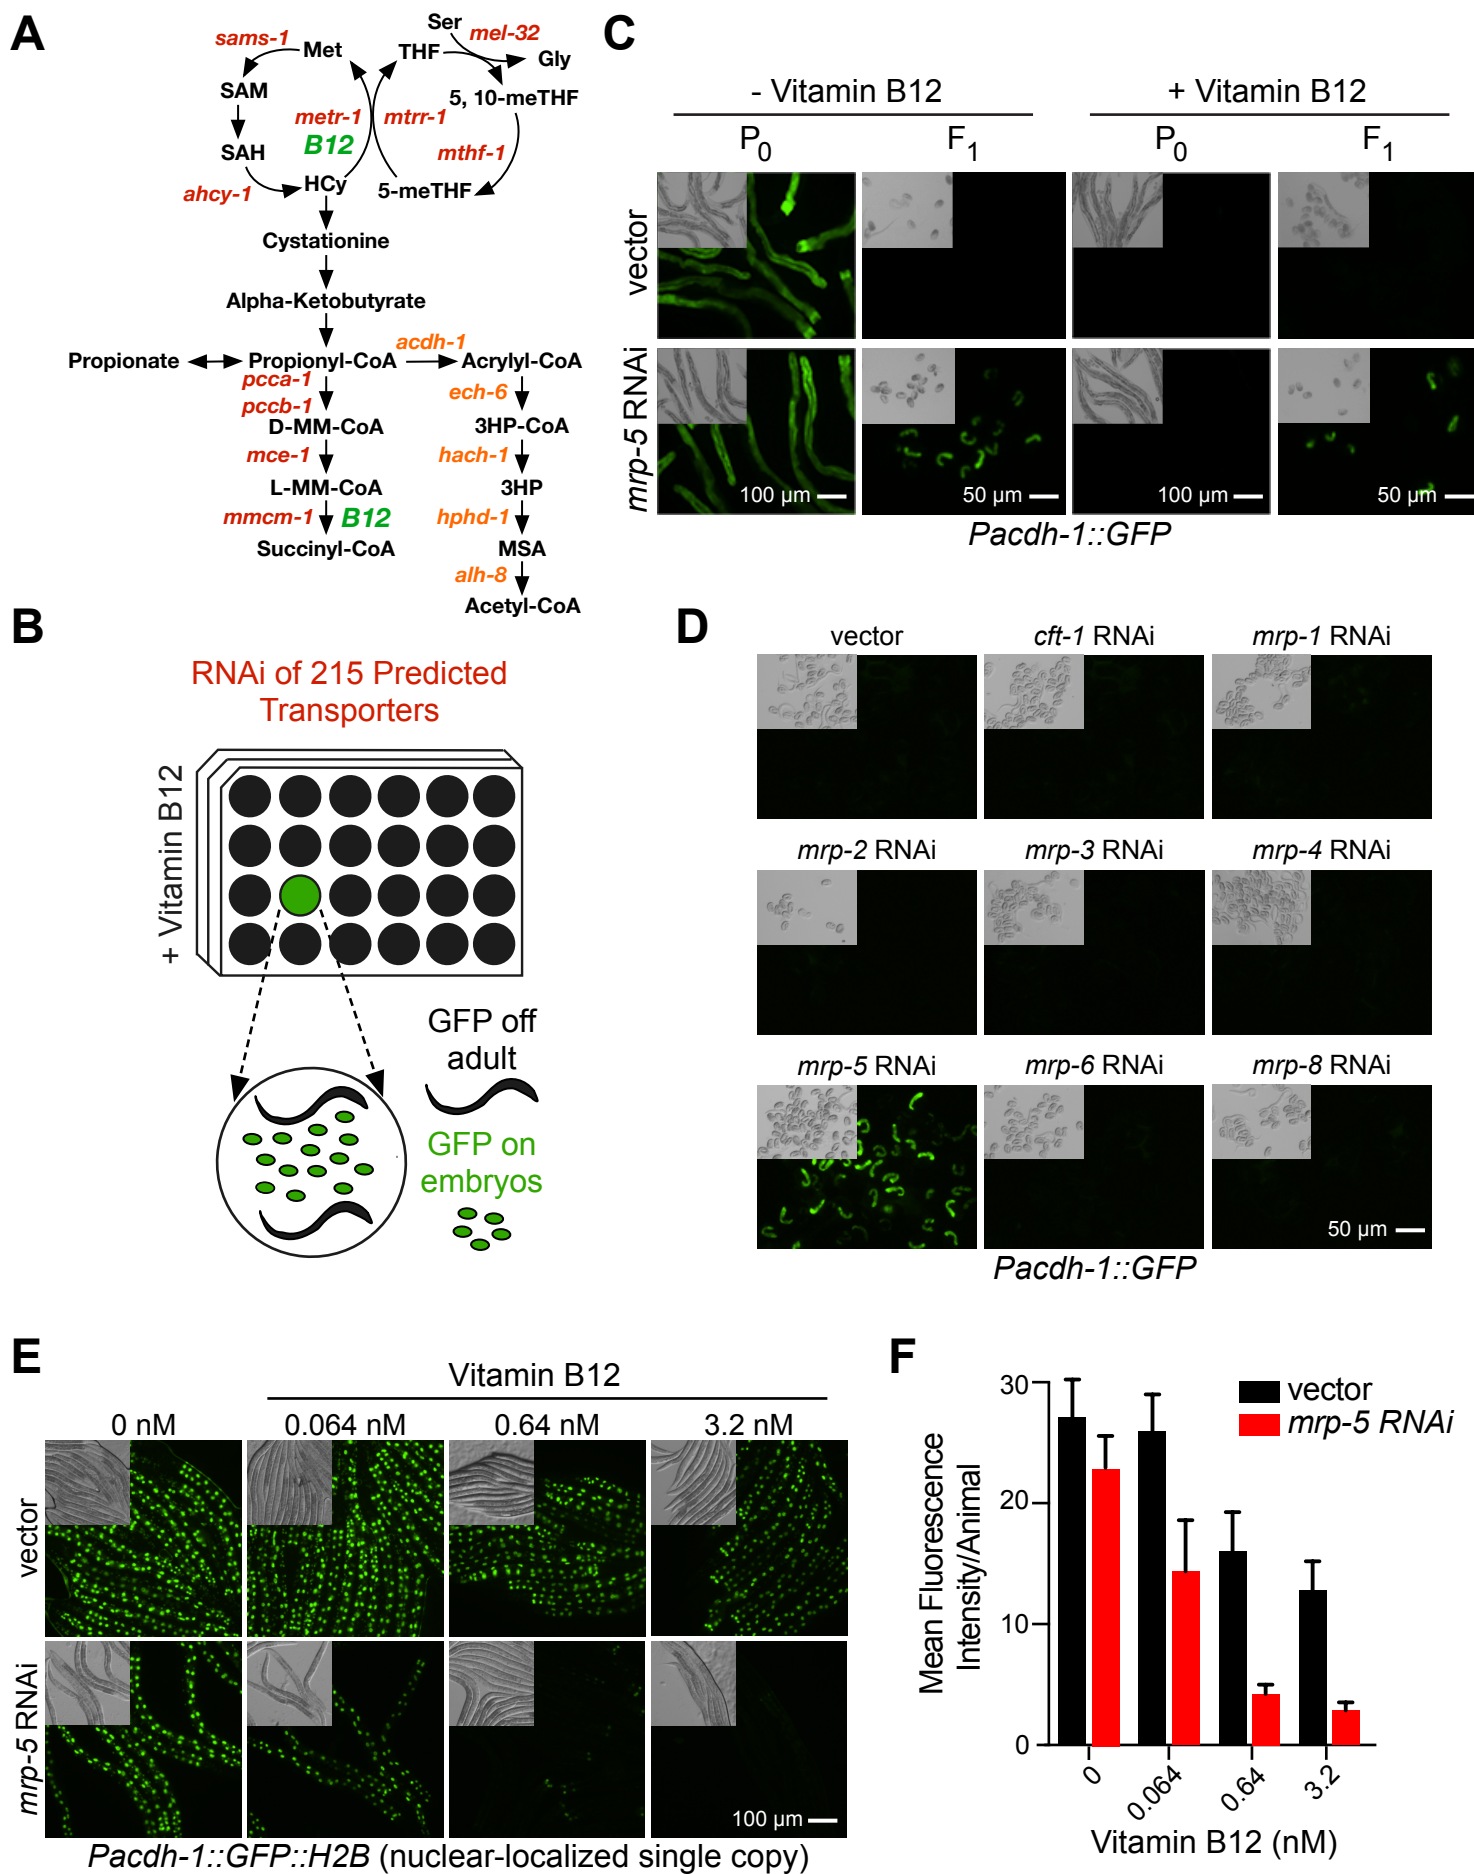 A
sams-1
Met
THF
Ser
mel-32
Gly
SAM
metr-1
mtrr-1
5, 10-meTHF
B12
SAH
mthf-1
ahcy-1
HCy
5-meTHF
Cystationine
Alpha-Ketobutyrate
Propionate
Propionyl-CoA
acdh-1
Acrylyl-CoA
pcca-1
pccb-1
ech-6
D-MM-CoA
3HP-CoA
mce-1
hach-1
L-MM-CoA
3HP
mmcm-1
B12
hphd-1
Succinyl-CoA
MSA
alh-8
Acetyl-CoA
B
RNAi of 215 Predicted
Transporters
+ Vitamin B12
GFP off
adult
GFP on
embryos
C
- Vitamin B12
+ Vitamin B12
P0
F1
P0
F1
vector
mrp-5 RNAi
100 µm
50 µm
100 µm
50 µm
Pacdh-1::GFP
D
vector
cft-1 RNAi
mrp-1 RNAi
mrp-2 RNAi
mrp-3 RNAi
mrp-4 RNAi
mrp-5 RNAi
mrp-6 RNAi
mrp-8 RNAi
50 µm
Pacdh-1::GFP
E
Vitamin B12
0 nM
0.064 nM
0.64 nM
3.2 nM
vector
mrp-5 RNAi
100 µm
Pacdh-1::GFP::H2B (nuclear-localized single copy)
F
Mean Fluorescence
Intensity/Animal
30
20
10
0
vector
mrp-5 RNAi
0
0.064
0.64
3.2
Vitamin B12 (nM)